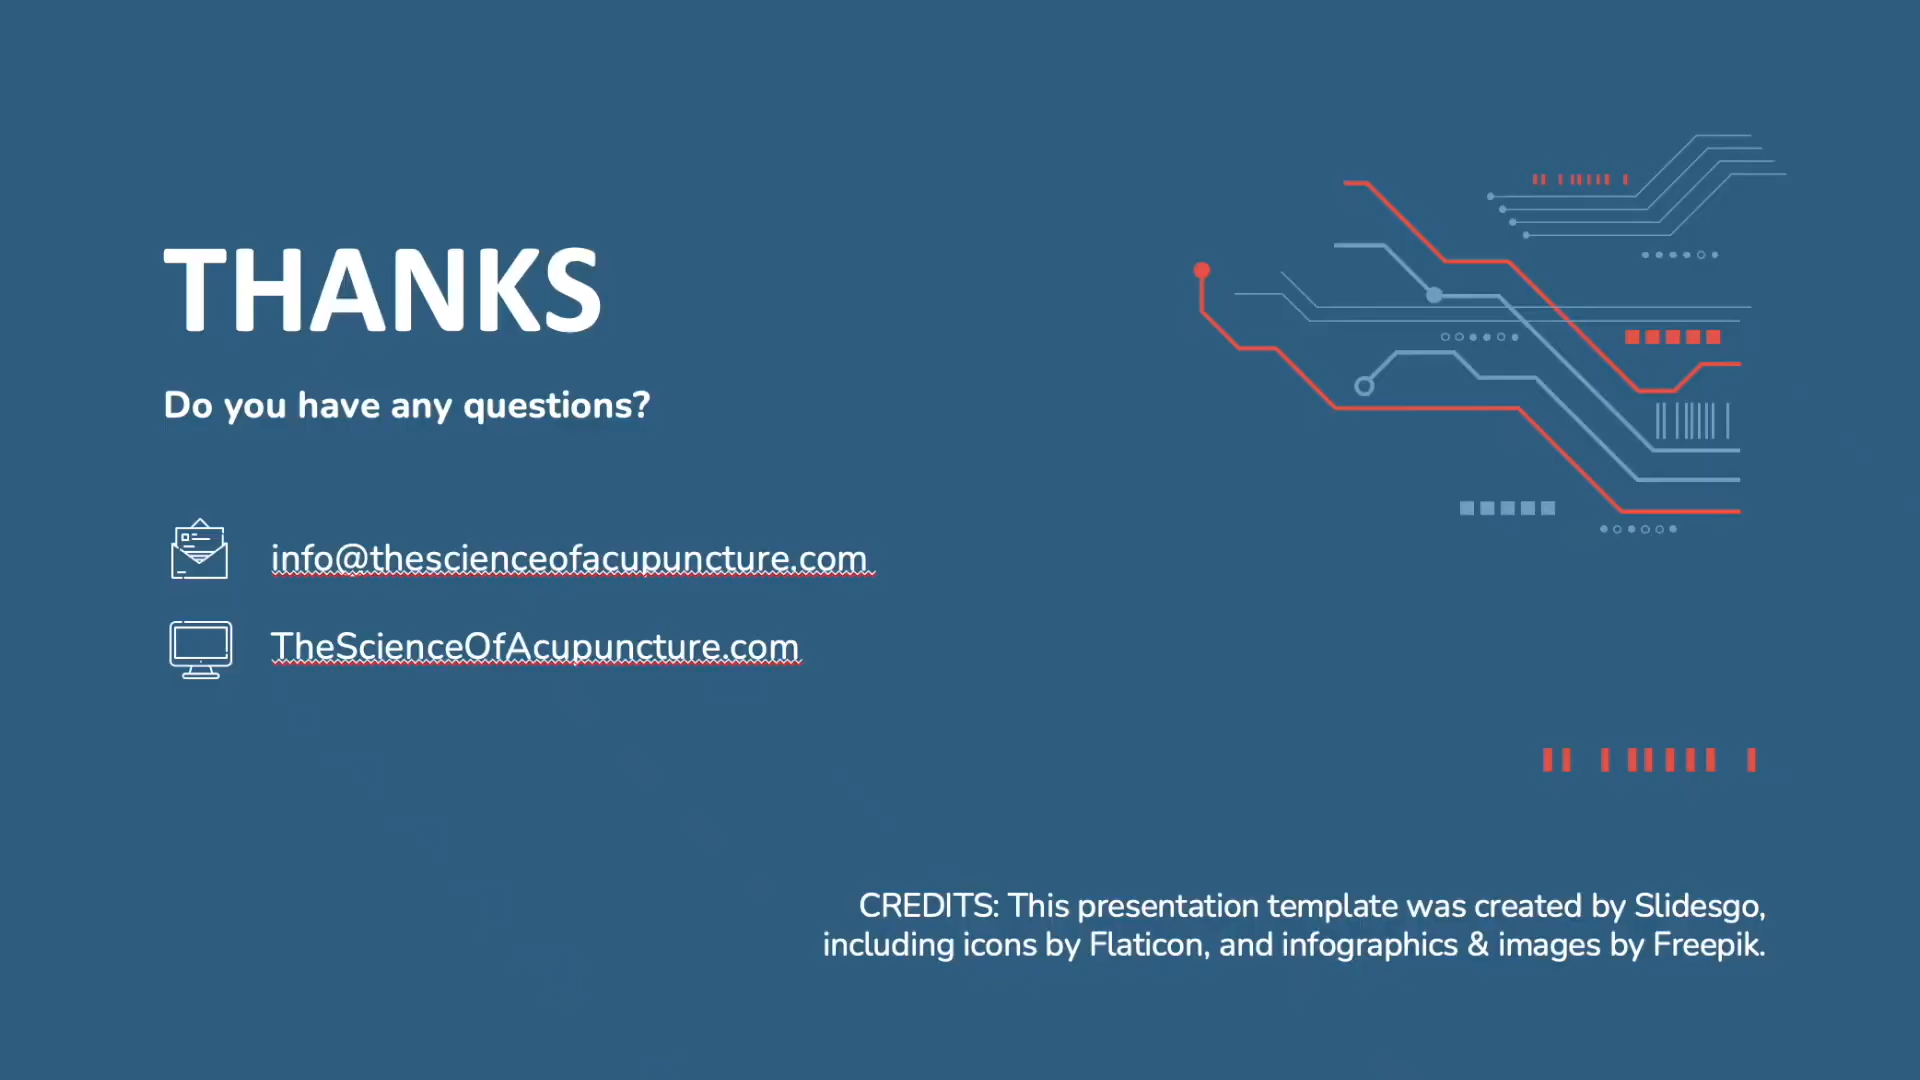 THANKS
Do you have any questions?
info@thescienceofacupuncture.com
TheScienceOfAcupuncture.com
CREDITS: This presentation template was created by Slidesgo,
including icons by Flaticon, and infographics & images by Freepik.